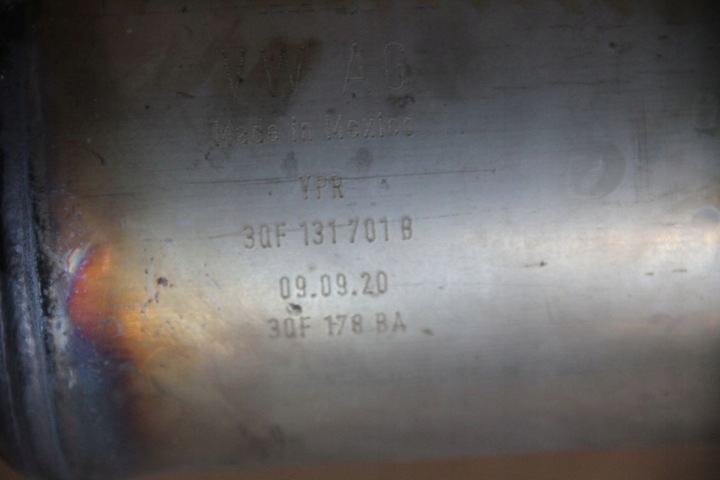 VW AG
Made in Mexico
YPR
3QF 131 701 B
09.09.20
3QF 178 BA